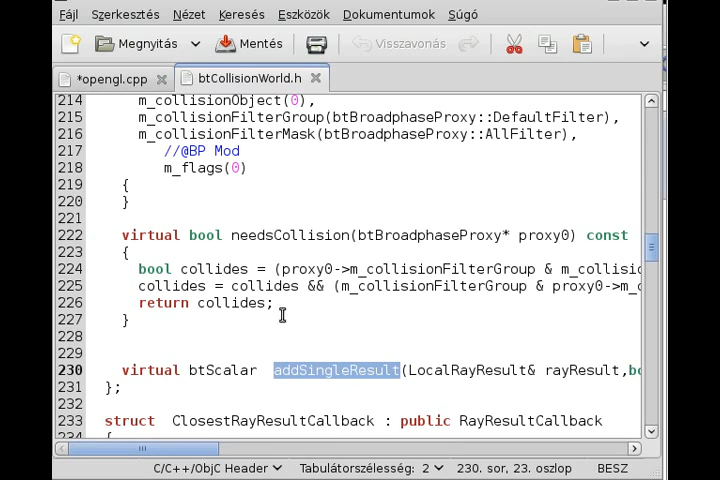 Fájl Szerkesztés Nézet Keresés Eszközök Dokumentumok Súgó
Megnyitás Mentés Visszavonás
*opengl.cpp btCollisionWorld.h
214 m_collisionObject(0),
215 m_collisionFilterGroup(btBroadphaseProxy::DefaultFilter),
216 m_collisionFilterMask(btBroadphaseProxy::AllFilter),
217 //@BP Mod
218 m_flags(0)
219 {
220 }
221
222 virtual bool needsCollision(btBroadphaseProxy* proxy0) const
223 {
224 bool collides = (proxy0->m_collisionFilterGroup & m_collisio
225 collides = collides && (m_collisionFilterGroup & proxy0->m_c
226 return collides;
227 }
228
229
230 virtual btScalar addSingleResult(LocalRayResult& rayResult,bo
231 };
232
233 struct ClosestRayResultCallback : public RayResultCallback
234 {
C/C++/ObjC Header Tabulátorszélesség: 2 230. sor, 23. oszlop BESZ